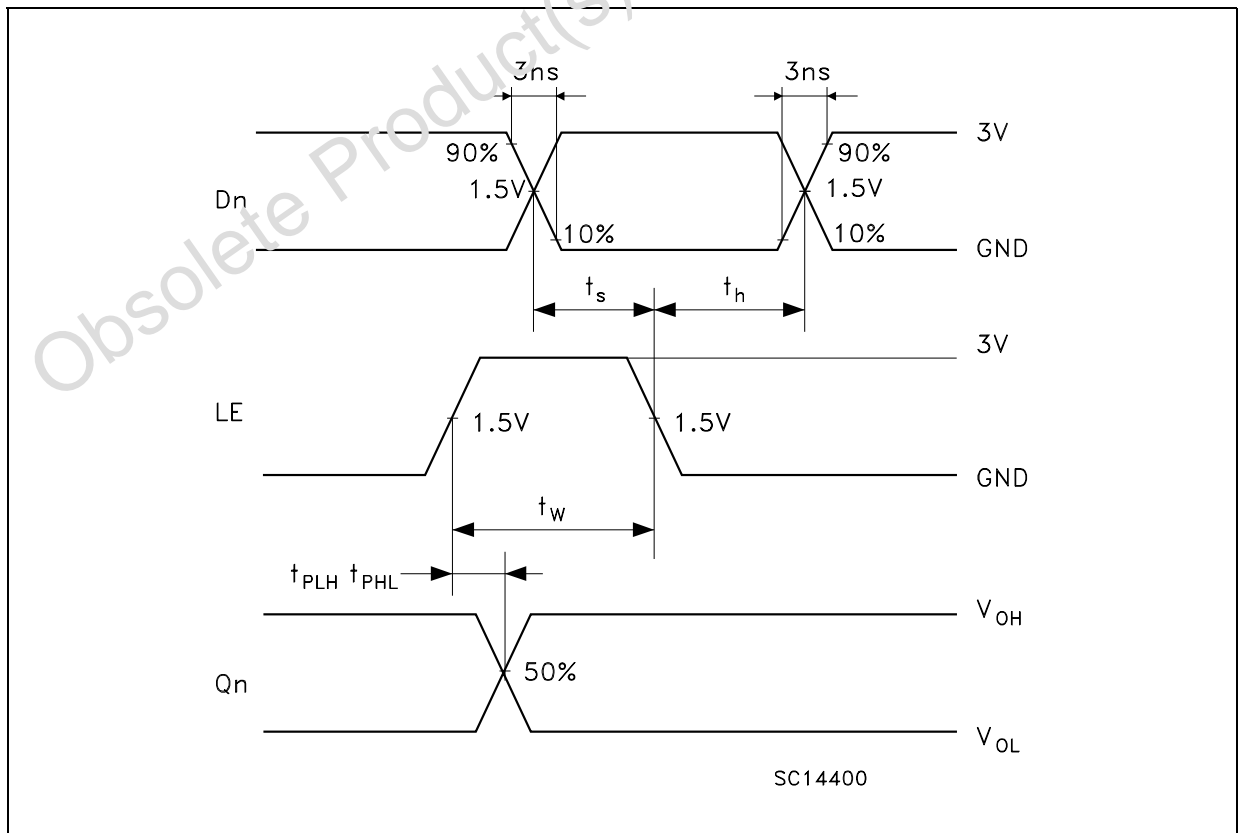 Obsolete Product(s)
3ns 3ns
3V
90% 90%
Dn 1.5V 1.5V
10% 10%
GND
ts th
3V
LE 1.5V 1.5V
GND
tW
tPLH tPHL
VOH
Qn 50%
VOL
SC14400